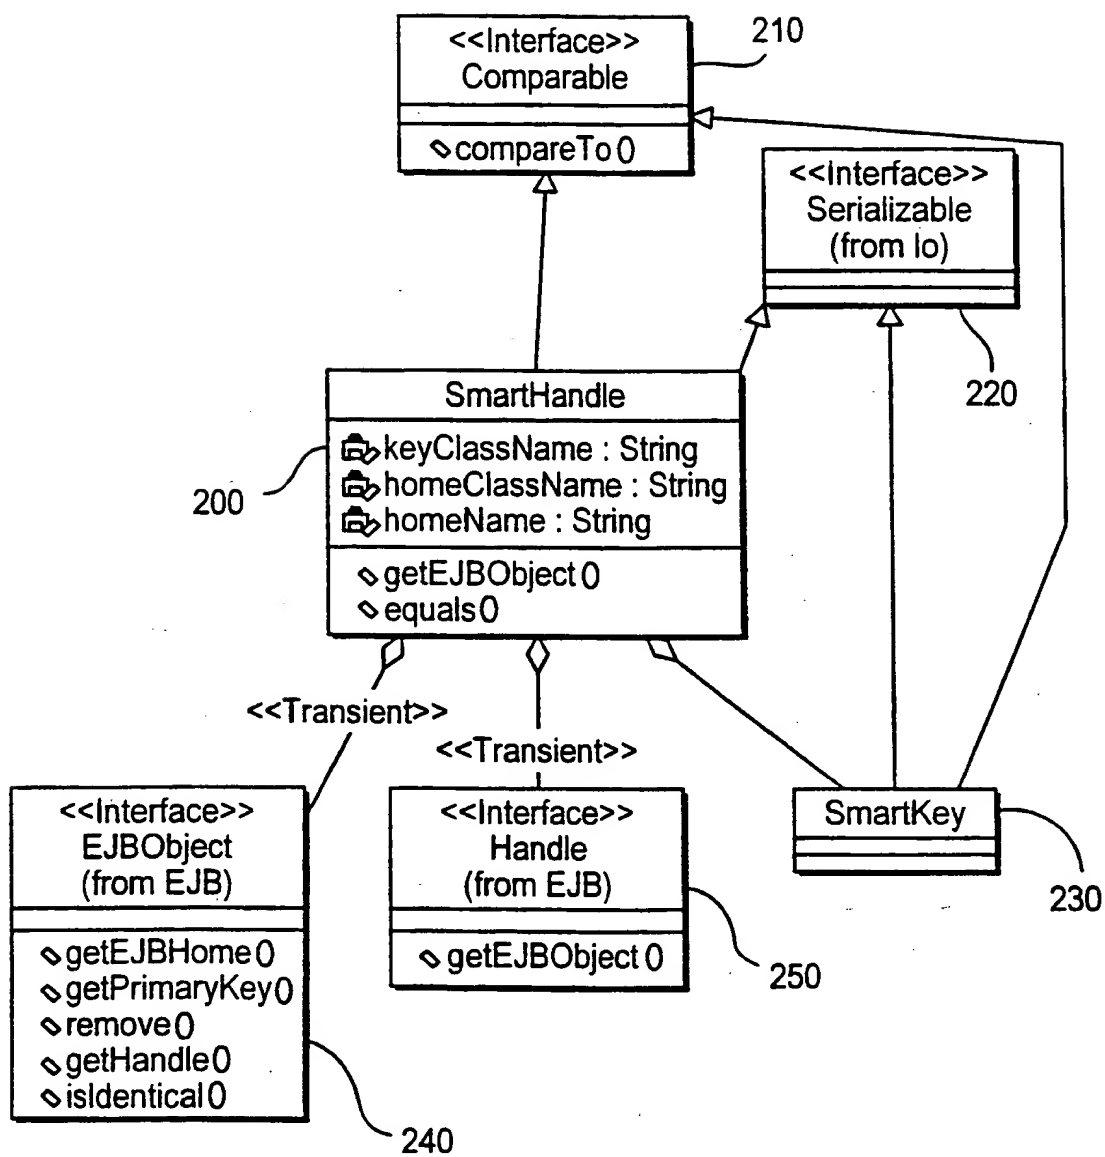 <<Interface>>
Comparable
compareTo()
210
<<Interface>>
Serializable
(from Io)
220
SmartHandle
keyClassName : String
homeClassName : String
homeName : String
getEJBObject()
equals()
200
<<Transient>>
<<Transient>>
<<Interface>>
EJBObject
(from EJB)
getEJBHome()
getPrimaryKey()
remove()
getHandle()
isIdentical()
240
<<Interface>>
Handle
(from EJB)
getEJBObject()
250
SmartKey
230